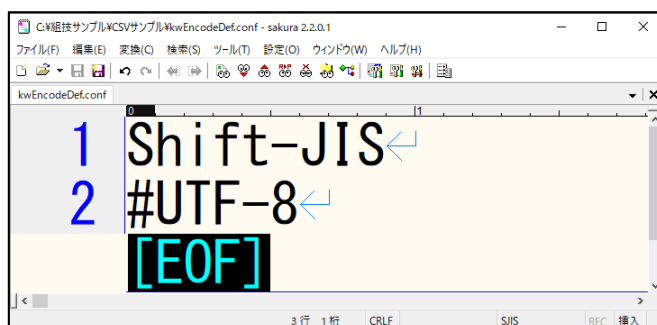 C:¥組技サンプル¥CSVサンプル¥kwEncodeDef.conf - sakura 2.2.0.1
ファイル(F) 編集(E) 変換(C) 検索(S) ツール(T) 設定(O) ウィンドウ(W) ヘルプ(H)
kwEncodeDef.conf
0 1
1 Shift-JIS
2 #UTF-8
[EOF]
3 行 1 桁 CRLF SJIS REC 挿入